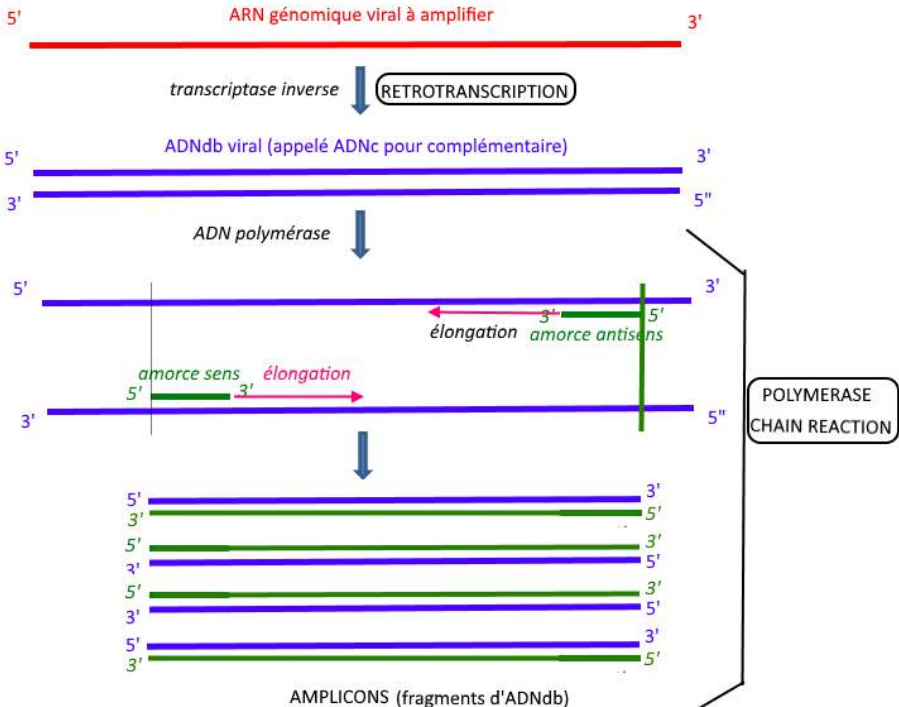 ARN génomique viral à amplifier
5' 3'
transcriptase inverse RETROTRANSCRIPTION
ADNdb viral (appelé ADNc pour complémentaire)
5' 3'
3' 5"
ADN polymérase
5' 3'
élongation 3' 5'
amorce antisens
amorce sens élongation
5' 3'
3' 5"
POLYMERASE
CHAIN REACTION
5' 3'
3' 5'
5' 3'
3' 5'
5' 3'
3' 5'
5' 3'
3' 5'
AMPLICONS (fragments d'ADNdb)